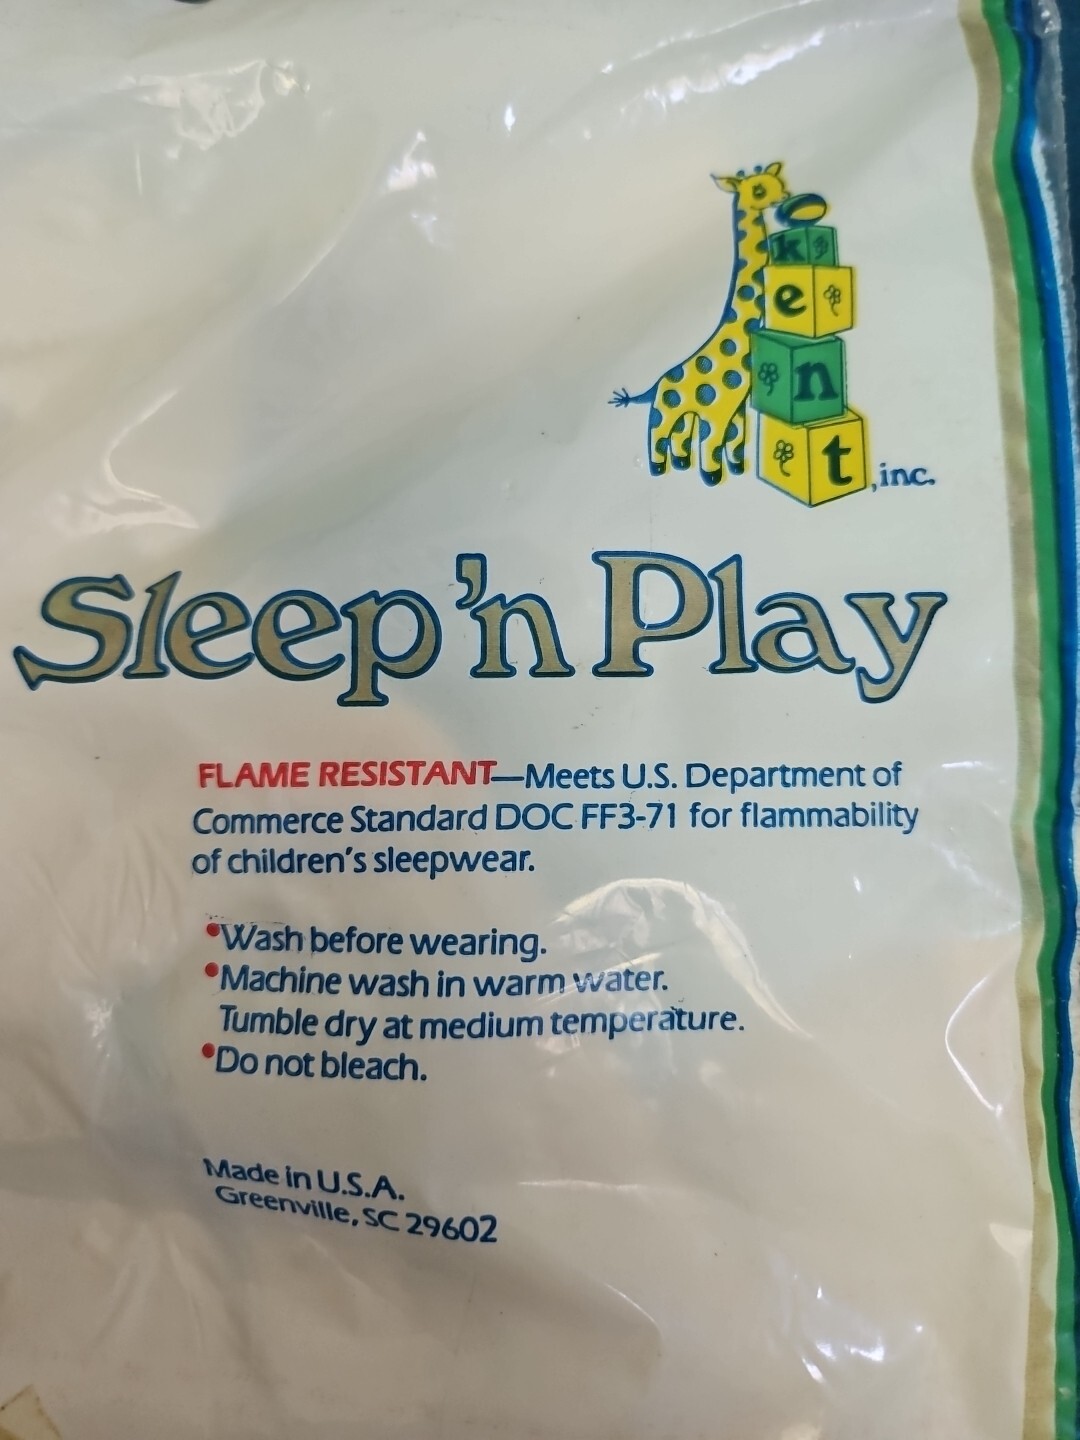 k
e
n
t, inc.
Sleep'n Play
FLAME RESISTANT—Meets U.S. Department of
Commerce Standard DOC FF3-71 for flammability
of children's sleepwear.
•Wash before wearing.
•Machine wash in warm water.
Tumble dry at medium temperature.
•Do not bleach.
Made in U.S.A.
Greenville, SC 29602